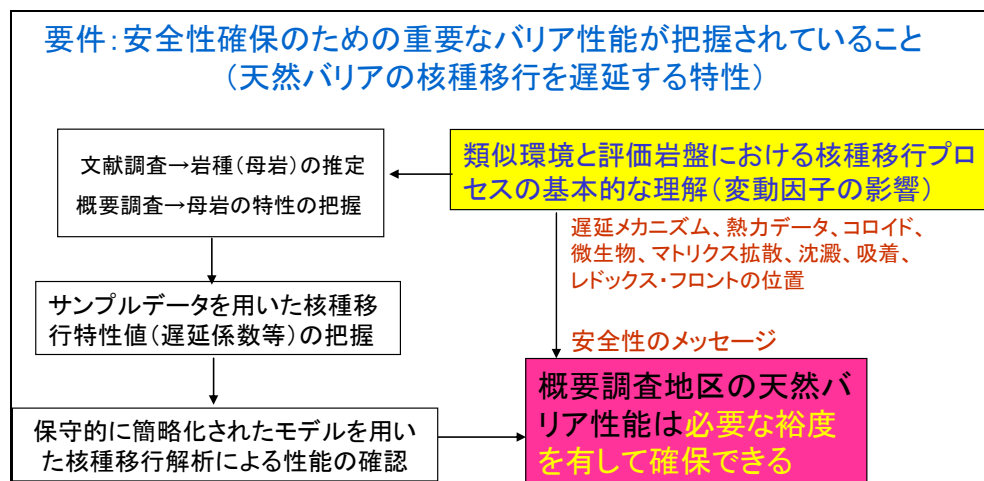 要件：安全性確保のための重要なバリア性能が把握されていること
（天然バリアの核種移行を遅延する特性）
文献調査→岩種（母岩）の推定
概要調査→母岩の特性の把握
類似環境と評価岩盤における核種移行プロ
セスの基本的な理解（変動因子の影響）
遅延メカニズム、熱力データ、コロイド、
微生物、マトリクス拡散、沈澱、吸着、
レドックス・フロントの位置
サンプルデータを用いた核種移
行特性値（遅延係数等）の把握
安全性のメッセージ
概要調査地区の天然バ
リア性能は必要な裕度
を有して確保できる
保守的に簡略化されたモデルを用い
た核種移行解析による性能の確認